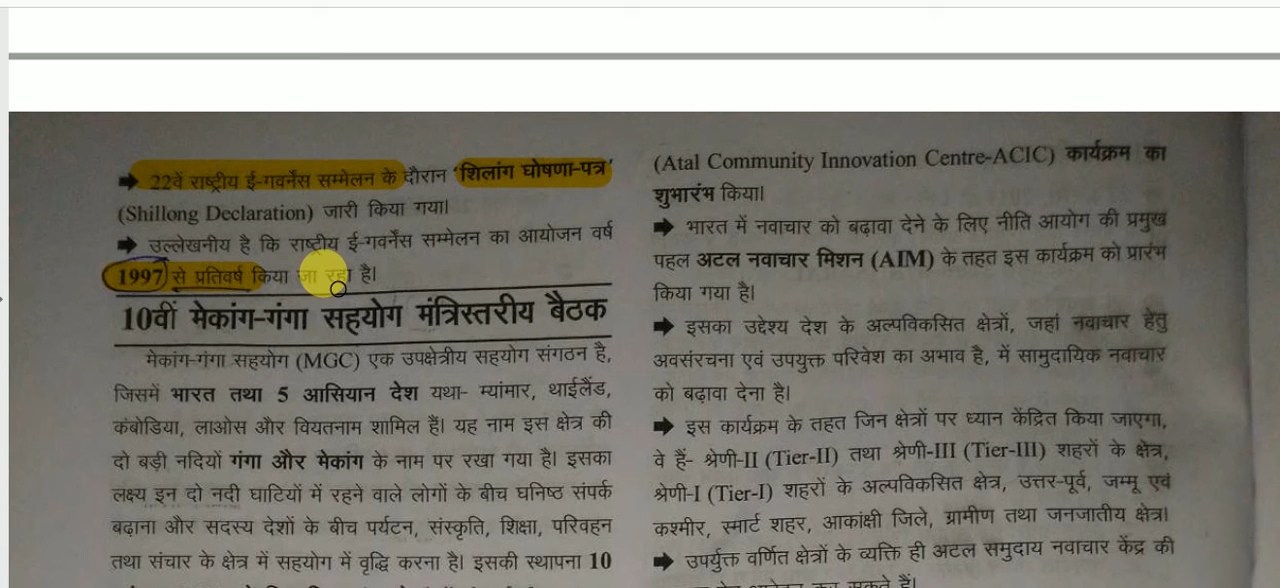 ➡ 22वें राष्ट्रीय ई-गवर्नेंस सम्मेलन के दौरान ‘शिलांग घोषणा-पत्र’
(Shillong Declaration) जारी किया गया।
➡ उल्लेखनीय है कि राष्ट्रीय ई-गवर्नेंस सम्मेलन का आयोजन वर्ष
1997 से प्रतिवर्ष किया जा रहा है।
10वीं मेकांग-गंगा सहयोग मंत्रिस्तरीय बैठक
मेकांग-गंगा सहयोग (MGC) एक उपक्षेत्रीय सहयोग संगठन है,
जिसमें भारत तथा 5 आसियान देश यथा- म्यांमार, थाईलैंड,
कंबोडिया, लाओस और वियतनाम शामिल हैं। यह नाम इस क्षेत्र की
दो बड़ी नदियों गंगा और मेकांग के नाम पर रखा गया है। इसका
लक्ष्य इन दो नदी घाटियों में रहने वाले लोगों के बीच घनिष्ठ संपर्क
बढ़ाना और सदस्य देशों के बीच पर्यटन, संस्कृति, शिक्षा, परिवहन
तथा संचार के क्षेत्र में सहयोग में वृद्धि करना है। इसकी स्थापना 10
(Atal Community Innovation Centre-ACIC) कार्यक्रम का
शुभारंभ किया।
➡ भारत में नवाचार को बढ़ावा देने के लिए नीति आयोग की प्रमुख
पहल अटल नवाचार मिशन (AIM) के तहत इस कार्यक्रम को प्रारंभ
किया गया है।
➡ इसका उद्देश्य देश के अल्पविकसित क्षेत्रों, जहां नवाचार हेतु
अवसंरचना एवं उपयुक्त परिवेश का अभाव है, में सामुदायिक नवाचार
को बढ़ावा देना है।
➡ इस कार्यक्रम के तहत जिन क्षेत्रों पर ध्यान केंद्रित किया जाएगा,
वे हैं- श्रेणी-II (Tier-II) तथा श्रेणी-III (Tier-III) शहरों के क्षेत्र,
श्रेणी-I (Tier-I) शहरों के अल्पविकसित क्षेत्र, उत्तर-पूर्व, जम्मू एवं
कश्मीर, स्मार्ट शहर, आकांक्षी जिले, ग्रामीण तथा जनजातीय क्षेत्र।
➡ उपर्युक्त वर्णित क्षेत्रों के व्यक्ति ही अटल समुदाय नवाचार केंद्र की